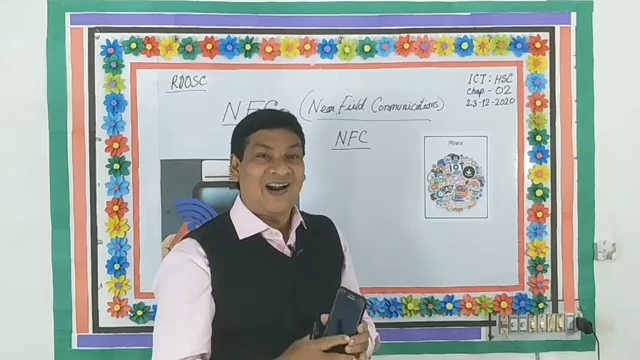 RDOSC
ICT: HSC
Chap.- 02
23-12-2020
NFC (Near Field Communications)
NFC